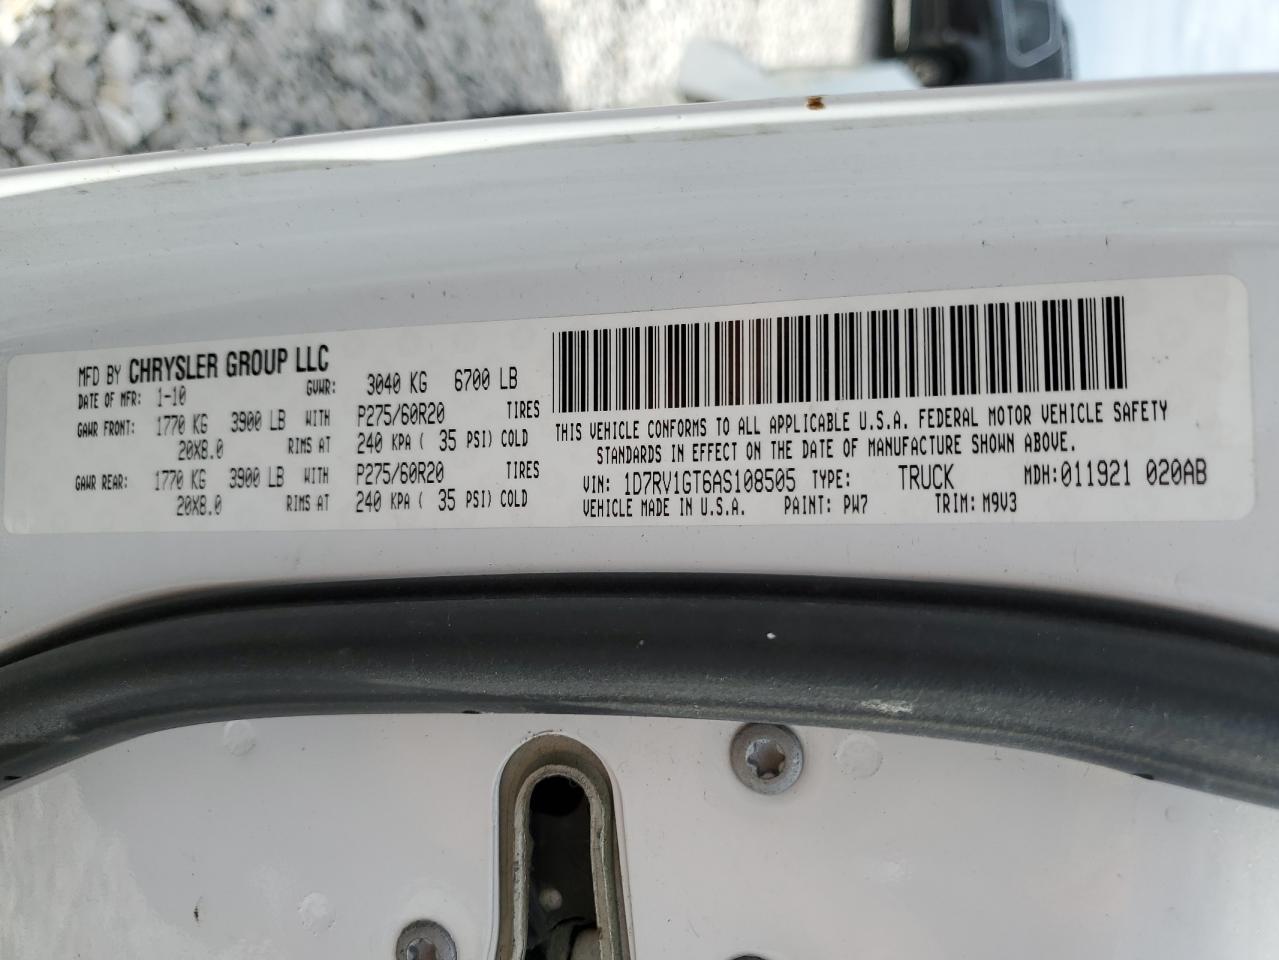 MFD BY CHRYSLER GROUP LLC
DATE OF MFR: 1-10 GVWR: 3040 KG 6700 LB
GAWR FRONT: 1770 KG 3900 LB WITH P275/60R20 TIRES
20X8.0 RIMS AT 240 KPA ( 35 PSI) COLD
GAWR REAR: 1770 KG 3900 LB WITH P275/60R20 TIRES
20X8.0 RIMS AT 240 KPA ( 35 PSI) COLD
THIS VEHICLE CONFORMS TO ALL APPLICABLE U.S.A. FEDERAL MOTOR VEHICLE SAFETY
STANDARDS IN EFFECT ON THE DATE OF MANUFACTURE SHOWN ABOVE.
VIN: 1D7RV1GT6AS108505 TYPE: TRUCK MDH:011921 020AB
VEHICLE MADE IN U.S.A. PAINT: PW7 TRIM: M9V3